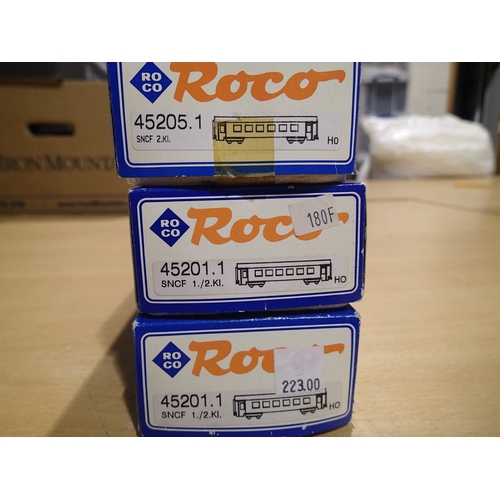 RO
CO
Roco
45205.1
SNCF 2.Kl.
HO
RO
CO
Roco
180F
45201.1
SNCF 1./2.Kl.
HO
RO
CO
Roco
223.00
45201.1
SNCF 1./2.Kl.
HO